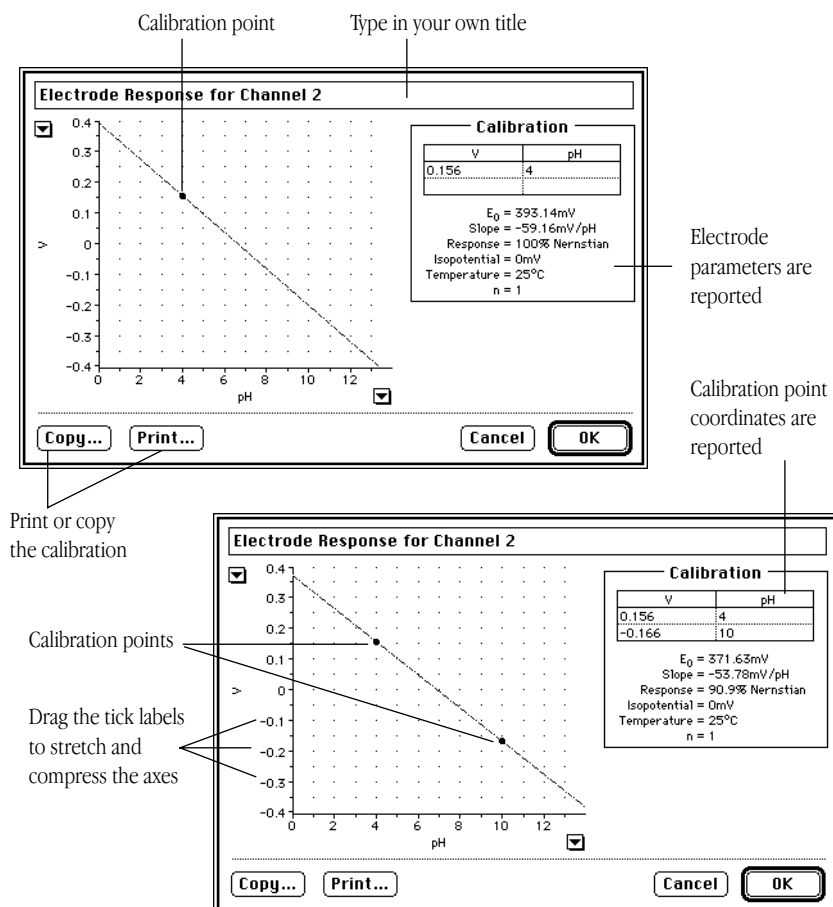 Calibration point
Type in your own title
Electrode Response for Channel 2
0.4
0.3
0.2
0.1
0
-0.1
-0.2
-0.3
-0.4
V
0 2 4 6 8 10 12
pH
Calibration
V pH
0.156 4
E0 = 393.14mV
Slope = -59.16mV/pH
Response = 100% Nernstian
Isopotential = 0mV
Temperature = 25°C
n = 1
Electrode
parameters are
reported
Copy... Print... Cancel OK
Calibration point
coordinates are
reported
Print or copy
the calibration
Electrode Response for Channel 2
0.4
0.3
0.2
0.1
0
-0.1
-0.2
-0.3
-0.4
V
0 2 4 6 8 10 12
pH
Calibration
V pH
0.156 4
-0.166 10
E0 = 371.63mV
Slope = -53.78mV/pH
Response = 90.9% Nernstian
Isopotential = 0mV
Temperature = 25°C
n = 1
Calibration points
Drag the tick labels
to stretch and
compress the axes
Copy... Print... Cancel OK